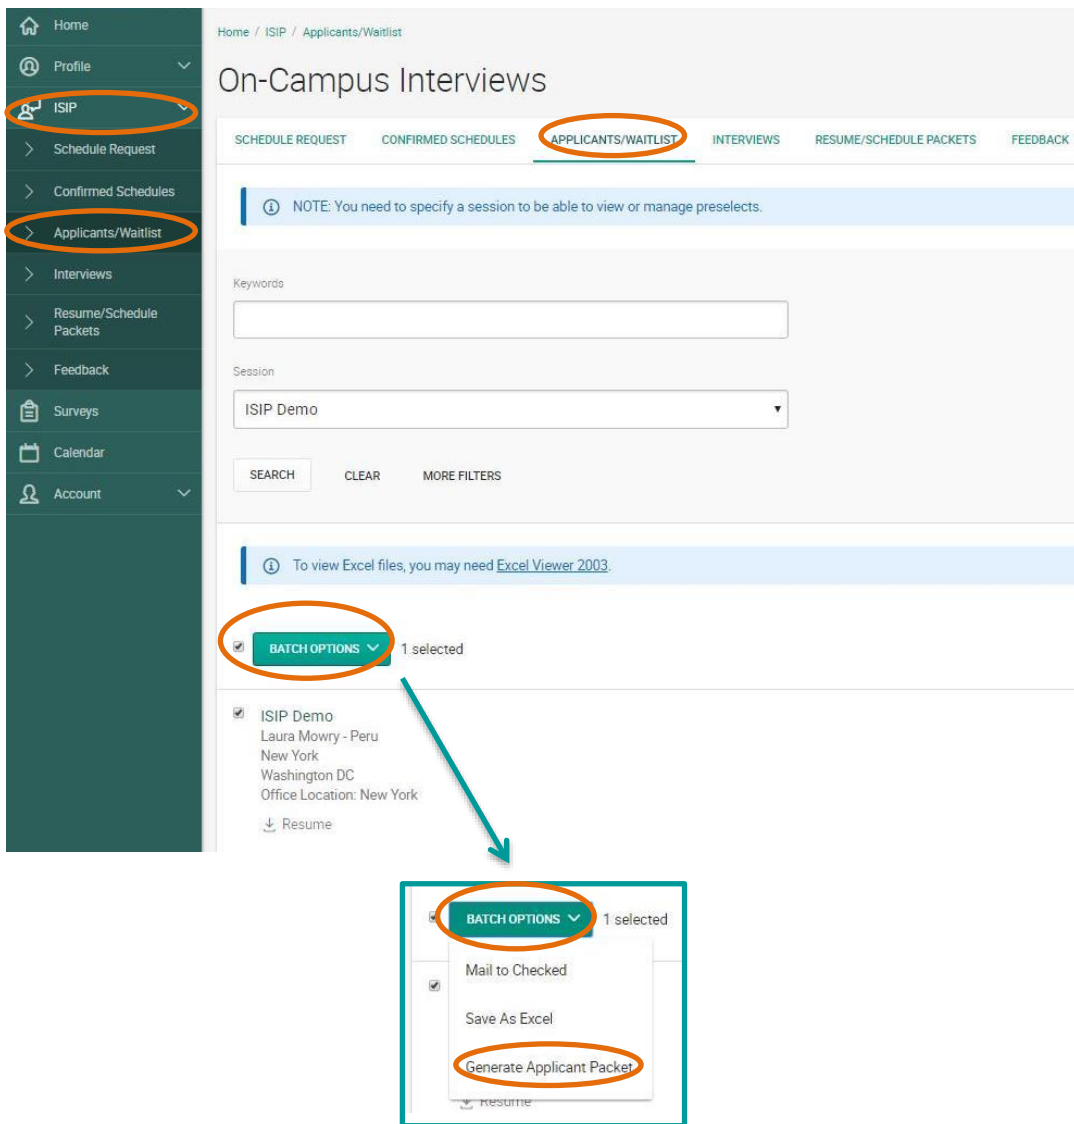 Home
Profile
ISIP
Schedule Request
Confirmed Schedules
Applicants/Waitlist
Interviews
Resume/Schedule
Packets
Feedback
Surveys
Calendar
Account
Home / ISIP / Applicants/Waitlist
On-Campus Interviews
SCHEDULE REQUEST CONFIRMED SCHEDULES APPLICANTS/WAITLIST INTERVIEWS RESUME/SCHEDULE PACKETS FEEDBACK
NOTE: You need to specify a session to be able to view or manage preselects.
Keywords
Session
ISIP Demo
SEARCH CLEAR MORE FILTERS
To view Excel files, you may need Excel Viewer 2003.
BATCH OPTIONS 1 selected
ISIP Demo
Laura Mowry - Peru
New York
Washington DC
Office Location: New York
Resume
BATCH OPTIONS 1 selected
Mail to Checked
Save As Excel
Generate Applicant Packet
Resume